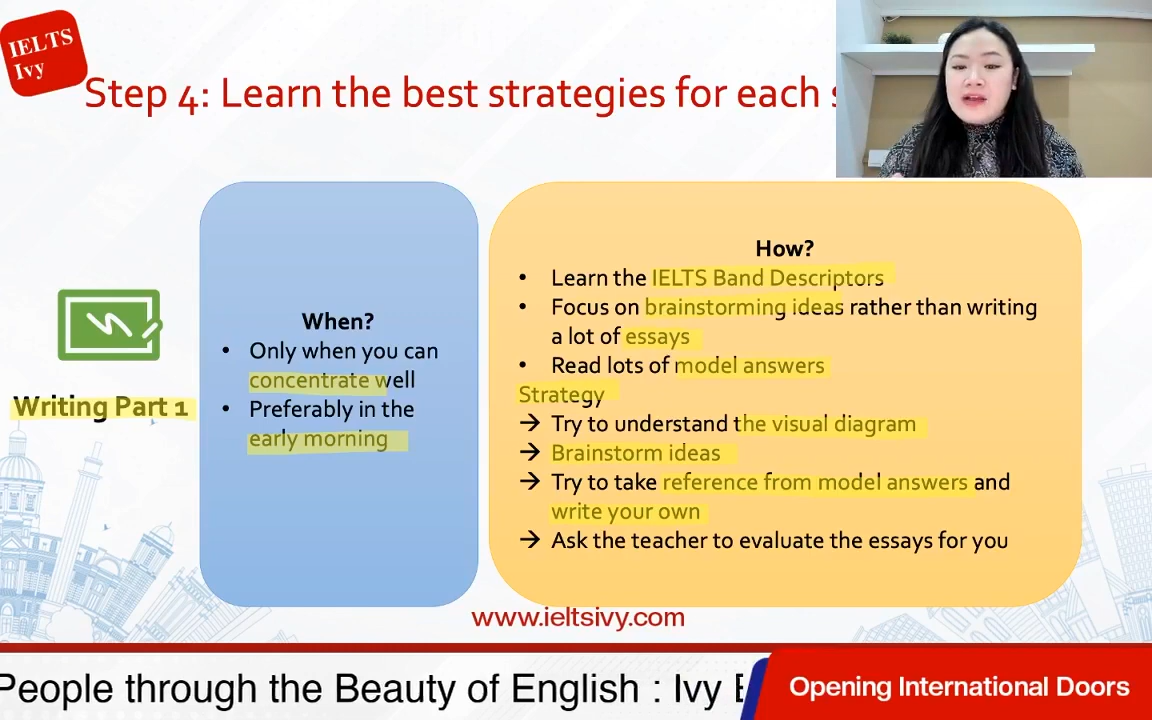 IELTS
Ivy
Step 4: Learn the best strategies for each
Writing Part 1
When?
• Only when you can
concentrate well
• Preferably in the
early morning
How?
• Learn the IELTS Band Descriptors
• Focus on brainstorming ideas rather than writing
a lot of essays
• Read lots of model answers
Strategy
→ Try to understand the visual diagram
→ Brainstorm ideas
→ Try to take reference from model answers and
write your own
→ Ask the teacher to evaluate the essays for you
www.ieltsivy.com
People through the Beauty of English : Ivy
Opening International Doors